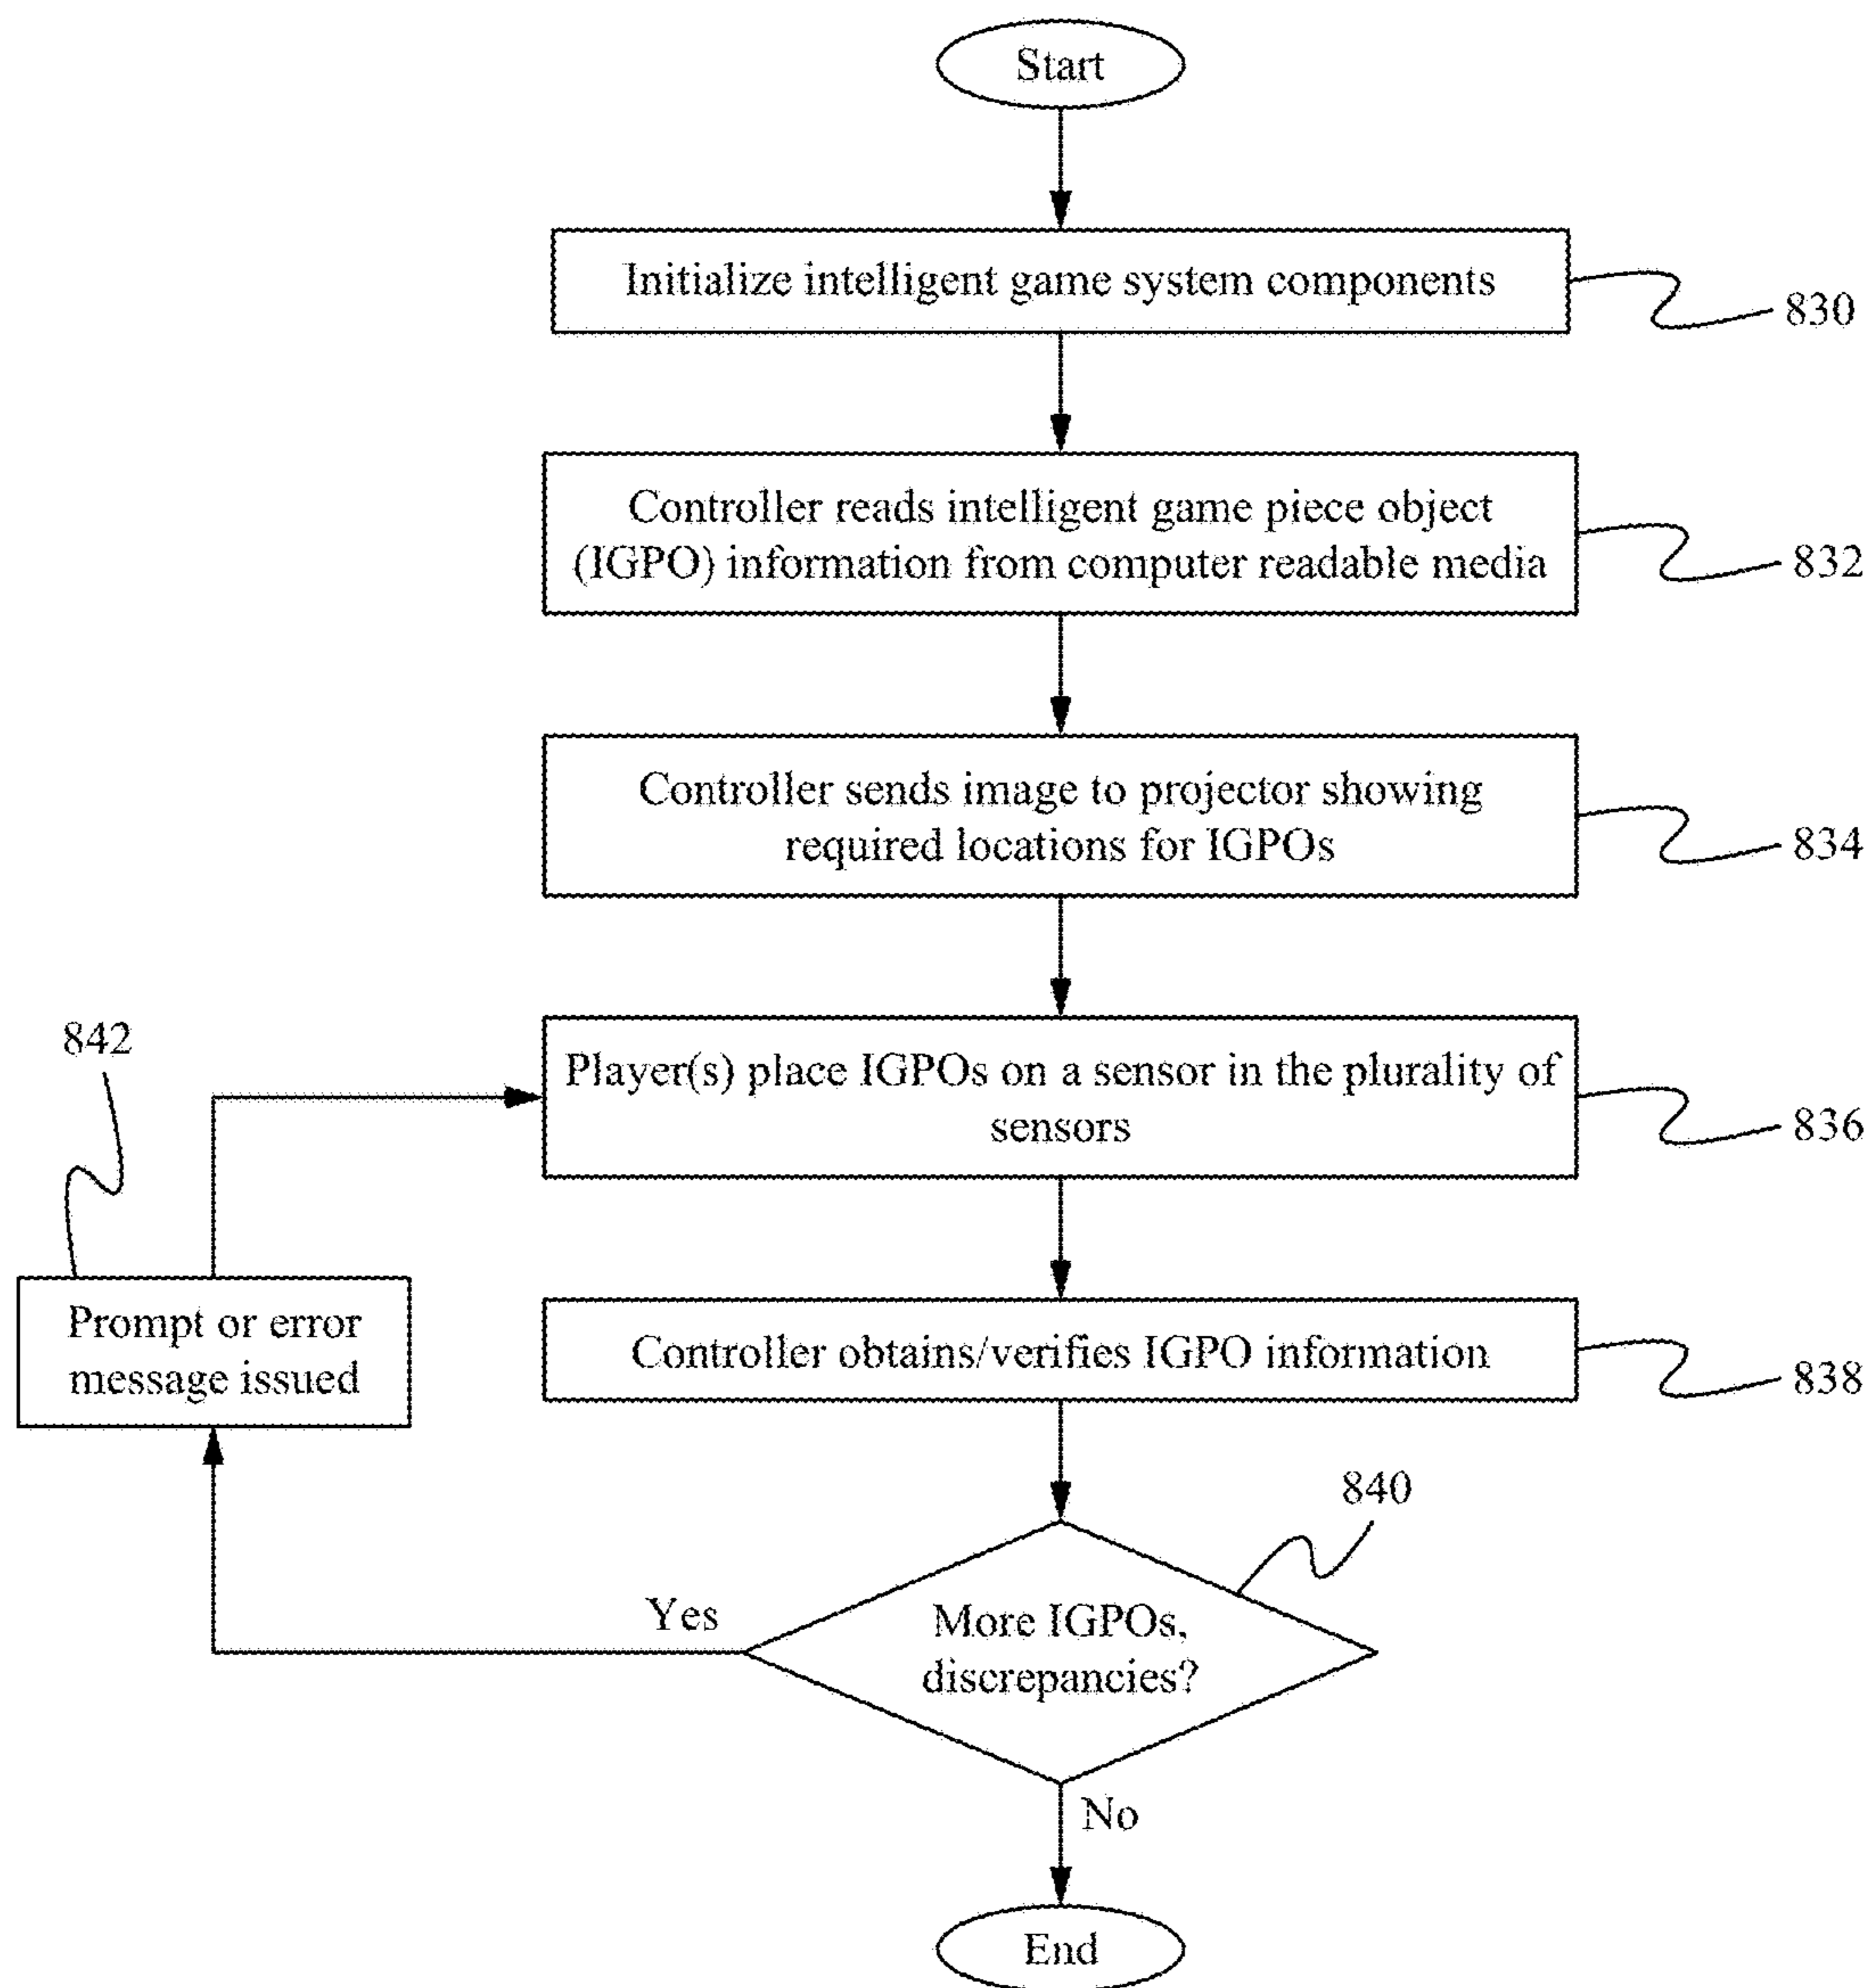 Start
Initialize intelligent game system components
830
Controller reads intelligent game piece object
(IGPO) information from computer readable media
832
Controller sends image to projector showing
required locations for IGPOs
834
842
Player(s) place IGPOs on a sensor in the plurality of
sensors
836
Prompt or error
message issued
Controller obtains/verifies IGPO information
838
840
Yes
More IGPOs,
discrepancies?
No
End